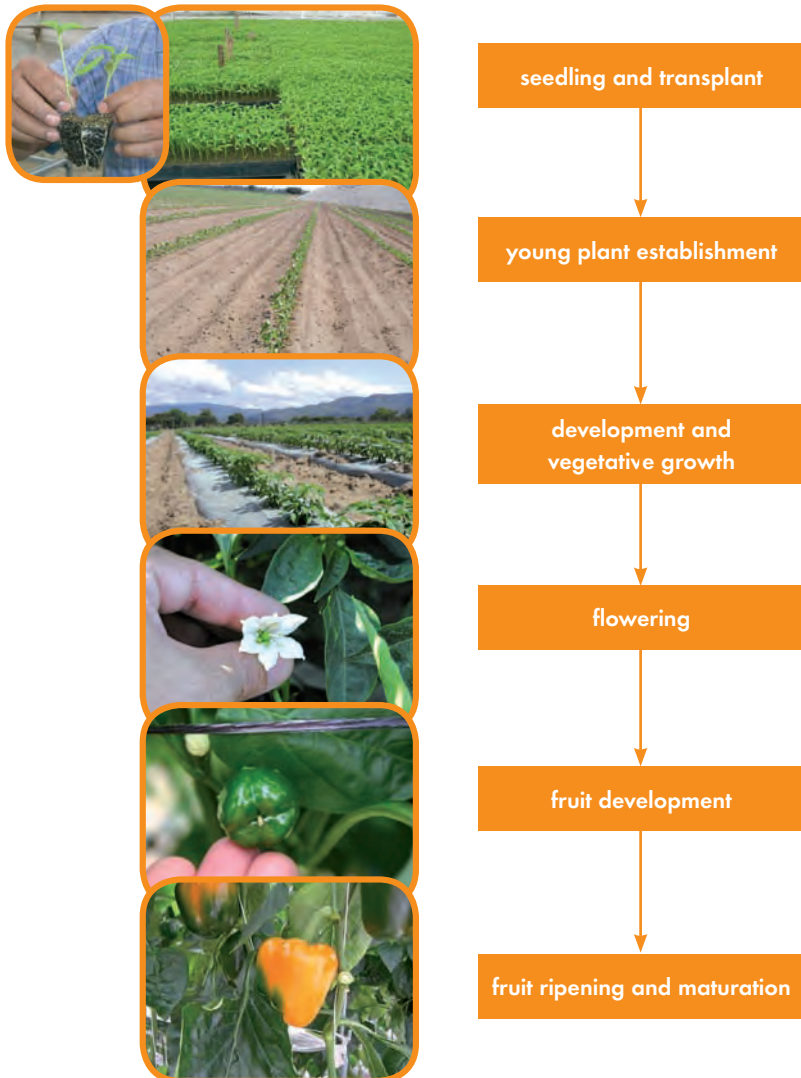 seedling and transplant
young plant establishment
development and
vegetative growth
flowering
fruit development
fruit ripening and maturation